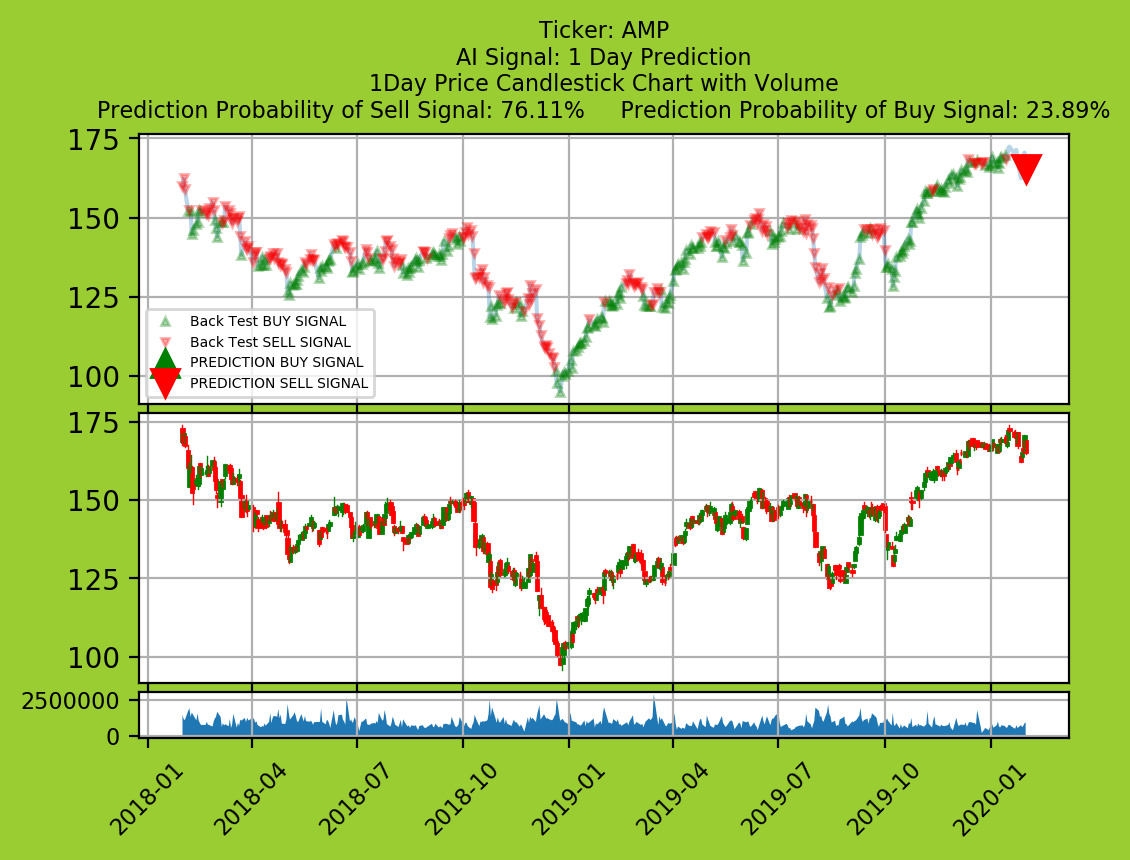 Ticker: AMP
AI Signal: 1 Day Prediction
1Day Price Candlestick Chart with Volume
Prediction Probability of Sell Signal: 76.11% Prediction Probability of Buy Signal: 23.89%
175
150
125
100
Back Test BUY SIGNAL
Back Test SELL SIGNAL
PREDICTION BUY SIGNAL
PREDICTION SELL SIGNAL
175
150
125
100
2500000
0
2018-01
2018-04
2018-07
2018-10
2019-01
2019-04
2019-07
2019-10
2020-01